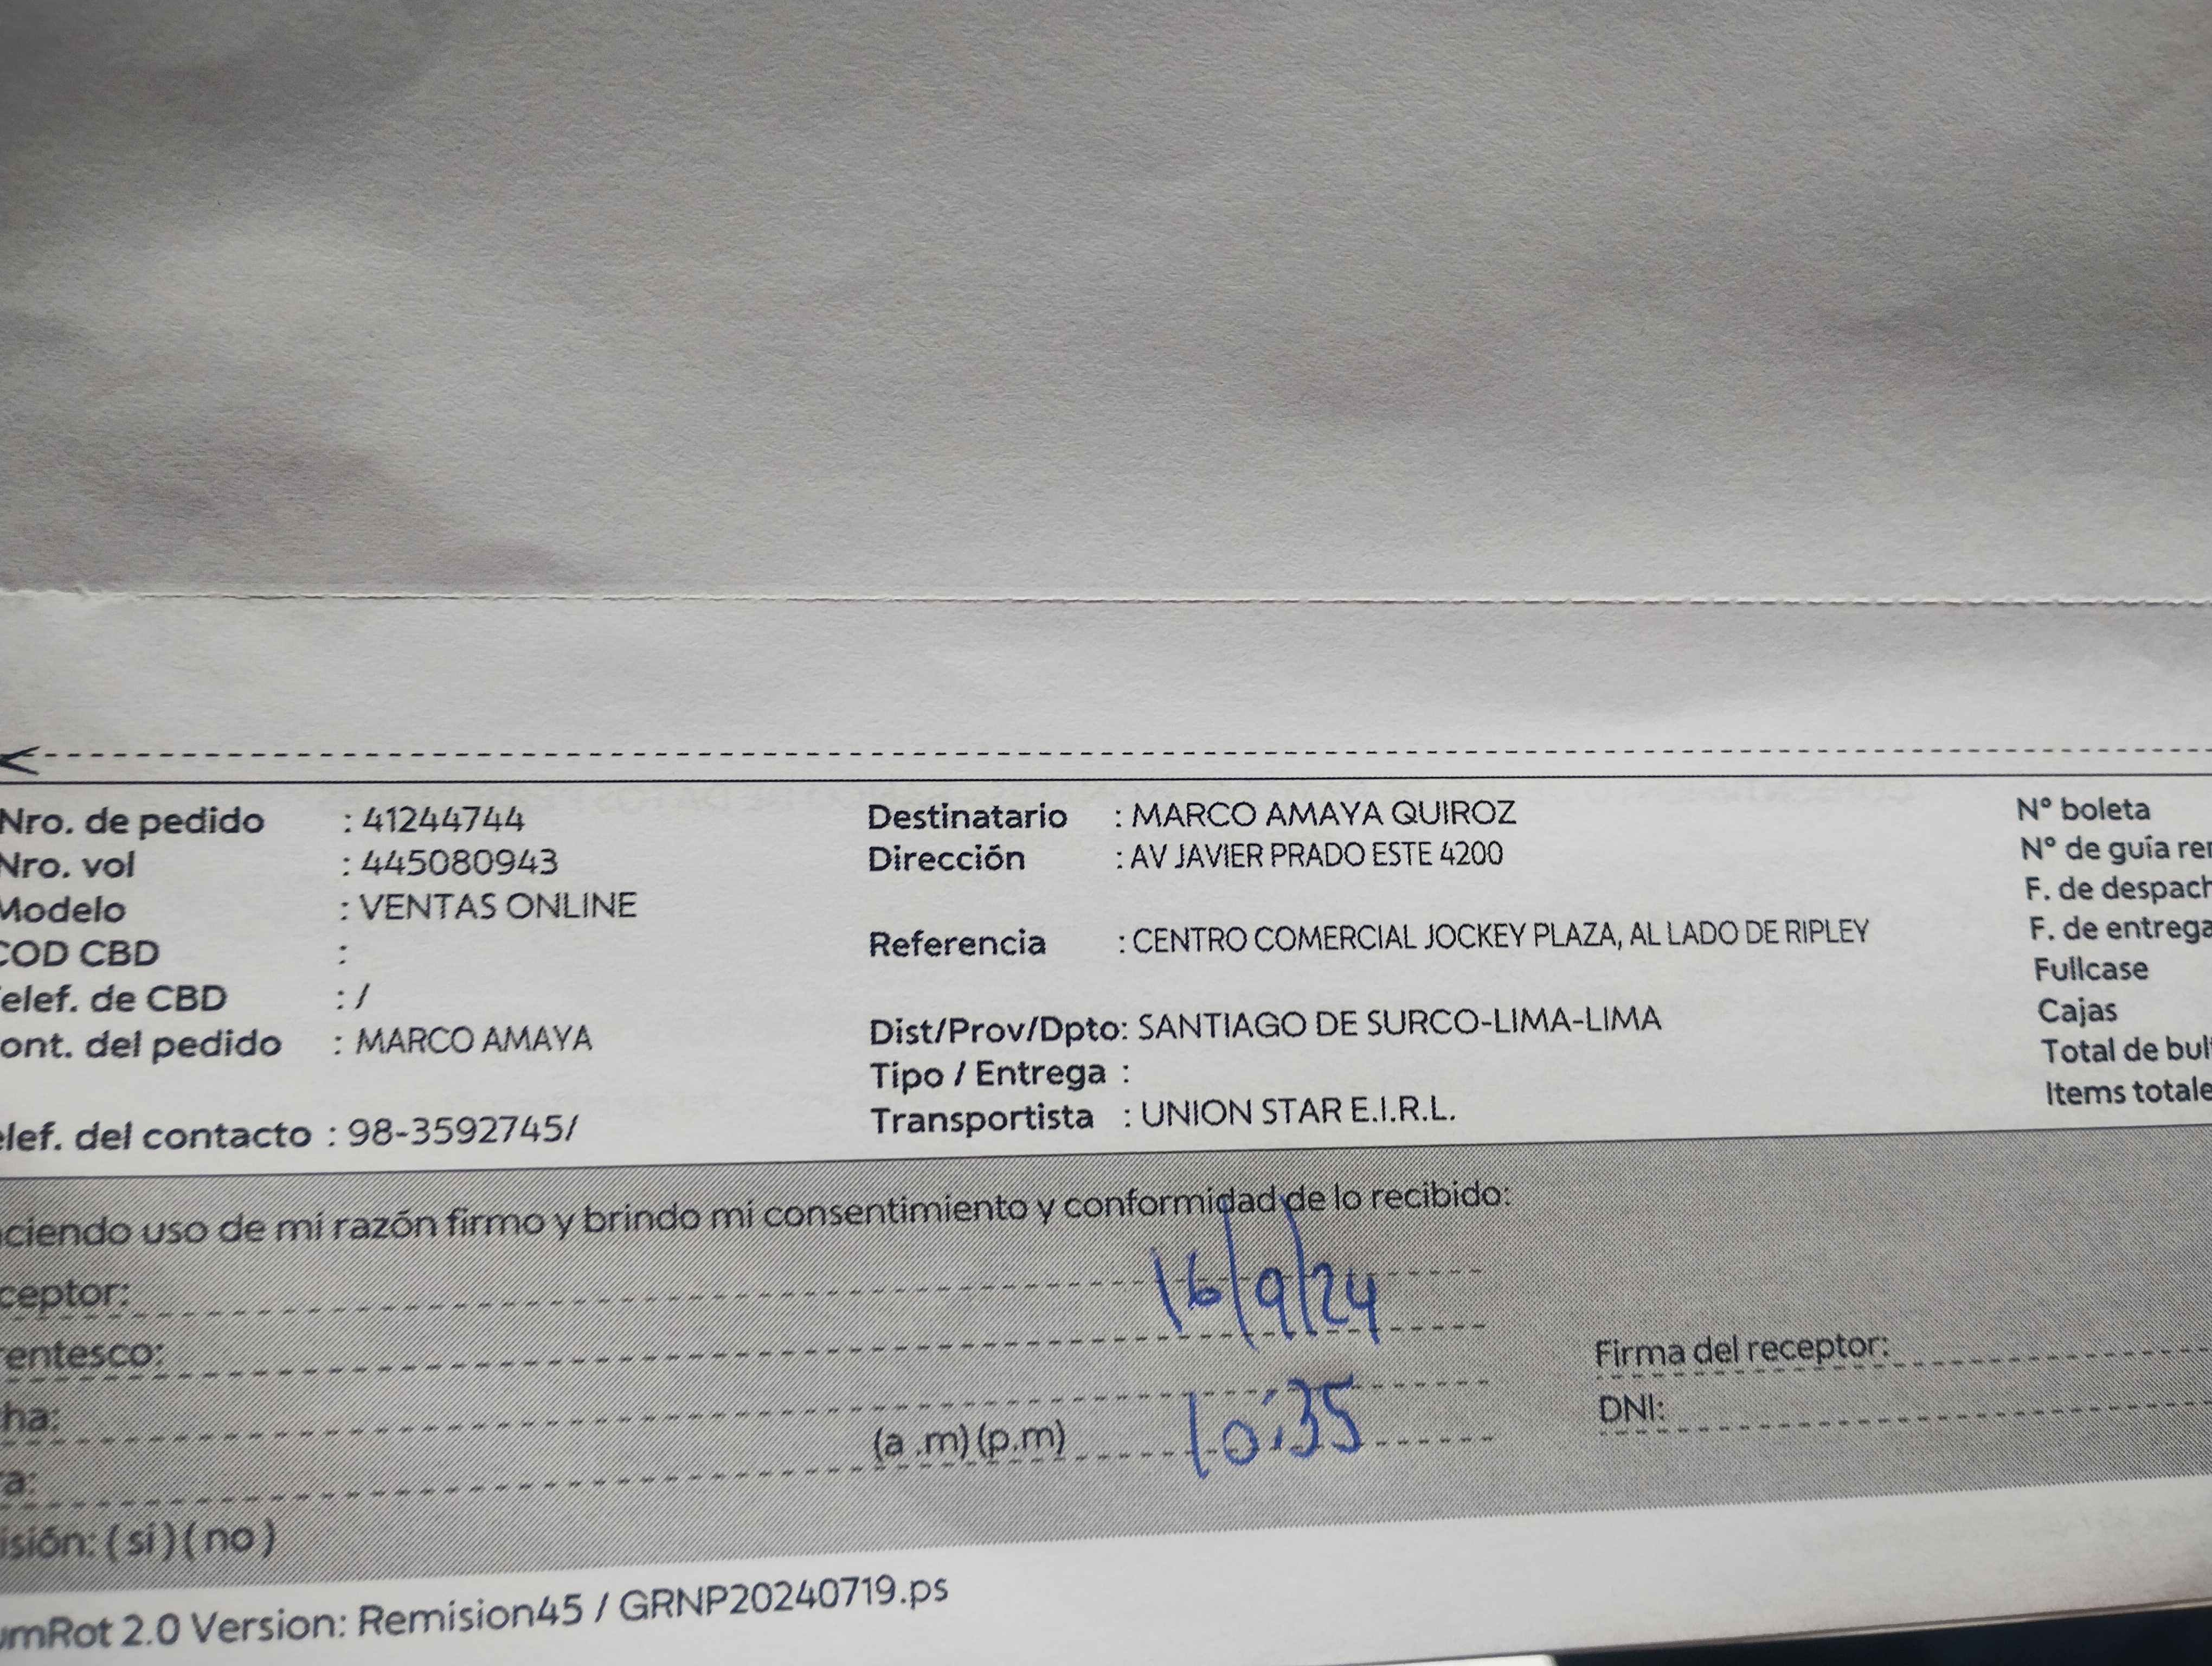 Nro. de pedido : 41244744
Nro. vol : 445080943
Modelo : VENTAS ONLINE
COD CBD :
elef. de CBD : /
ont. del pedido : MARCO AMAYA
elef. del contacto : 98-3592745/
Destinatario : MARCO AMAYA QUIROZ
Dirección : AV JAVIER PRADO ESTE 4200
Referencia : CENTRO COMERCIAL JOCKEY PLAZA, AL LADO DE RIPLEY
Dist/Prov/Dpto: SANTIAGO DE SURCO-LIMA-LIMA
Tipo / Entrega :
Transportista : UNION STAR E.I.R.L.
N° boleta
N° de guía re
F. de despach
F. de entrega
Fullcase
Cajas
Total de bul
Items totale
ciendo uso de mi razón firmo y brindo mi consentimiento y conformidad de lo recibido:
ceptor:
16/9/24
rentesco:
ha:
(a .m) (p.m) 10:35
a:
isión: ( si ) ( no )
Firma del receptor:
DNI:
umRot 2.0 Version: Remision45 / GRNP20240719.ps